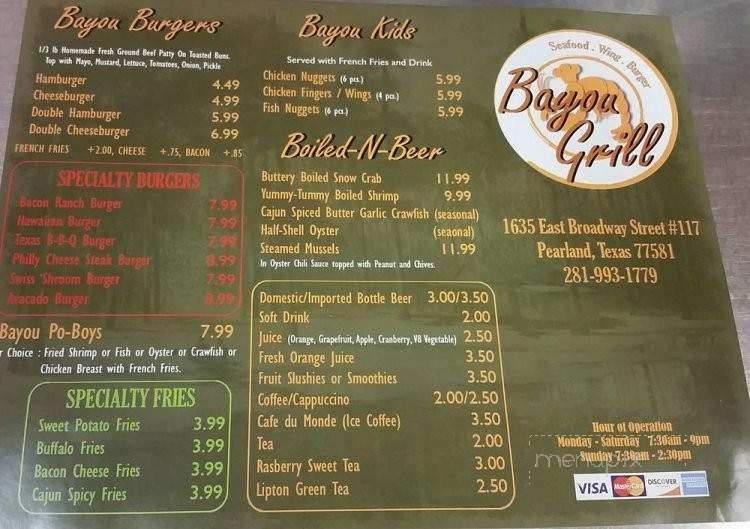 Bayou Burgers
1/3 lb Homemade Fresh Ground Beef Patty On Toasted Buns.
Top with Mayo, Mustard, Lettuce, Tomatoes, Onion, Pickle
Hamburger 4.49
Cheeseburger 4.99
Double Hamburger 5.99
Double Cheeseburger 6.99
FRENCH FRIES +2.00, CHEESE +.75, BACON +.85
SPECIALTY BURGERS
Bacon Ranch Burger 7.99
Hawaiian Burger 7.99
Texas B-B-Q Burger 7.99
Philly Cheese Steak Burger 8.99
Swiss 'Shroom Burger 7.99
Avacado Burger 8.99
Bayou Po-Boys 7.99
Choice : Fried Shrimp or Fish or Oyster or Crawfish or
Chicken Breast with French Fries.
SPECIALTY FRIES
Sweet Potato Fries 3.99
Buffalo Fries 3.99
Bacon Cheese Fries 3.99
Cajun Spicy Fries 3.99
Bayou Kids
Served with French Fries and Drink
Chicken Nuggets (6 pcs.) 5.99
Chicken Fingers / Wings (4 pcs.) 5.99
Fish Nuggets (6 pcs.) 5.99
Boiled-N-Beer
Buttery Boiled Snow Crab 11.99
Yummy-Tummy Boiled Shrimp 9.99
Cajun Spiced Butter Garlic Crawfish (seasonal)
Half-Shell Oyster (seaonal)
Steamed Mussels 11.99
In Oyster Chili Sauce topped with Peanut and Chives.
Domestic/Imported Bottle Beer 3.00/3.50
Soft Drink 2.00
Juice (Orange, Grapefruit, Apple, Cranberry, V8 Vegetable) 2.50
Fresh Orange Juice 3.50
Fruit Slushies or Smoothies 3.50
Coffee/Cappuccino 2.00/2.50
Cafe du Monde (Ice Coffee) 3.50
Tea 2.00
Rasberry Sweet Tea 3.00
Lipton Green Tea 2.50
Seafood . Wing . Burger
Bayou
Grill
1635 East Broadway Street #117
Pearland, Texas 77581
281-993-1779
Hour of Operation
Monday - Saturday 7:30am - 9pm
Sunday 7:30am - 2:30pm
menupix
VISA MasterCard DISCOVER